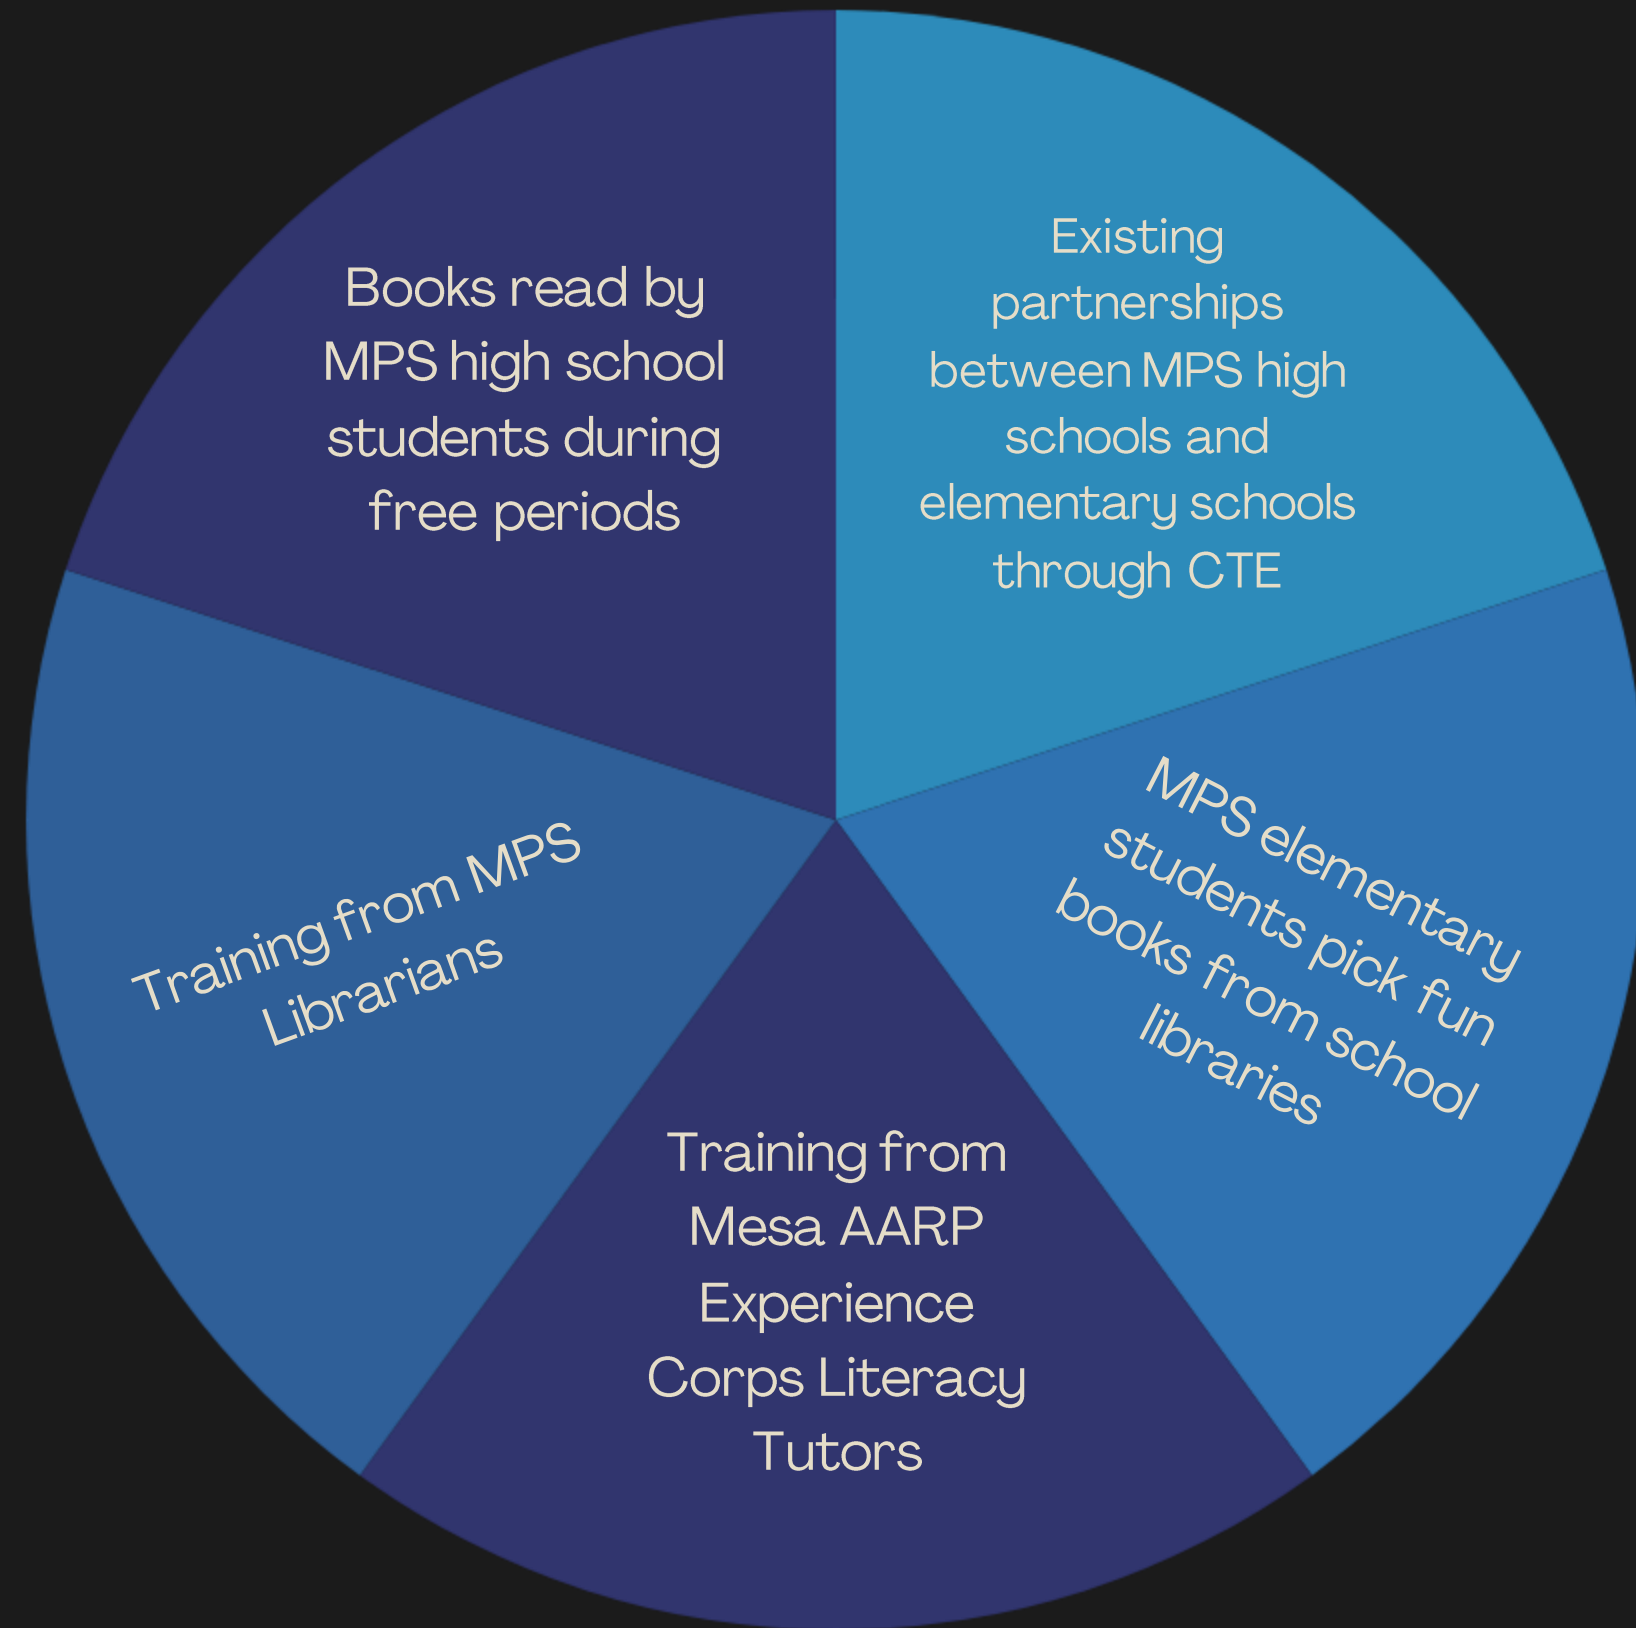 Existing
partnerships
between MPS high
schools and
elementary schools
through CTE
MPS elementary
students pick fun
books from school
libraries
Training from
Mesa AARP
Experience
Corps Literacy
Tutors
Training from MPS
Librarians
Books read by
MPS high school
students during
free periods